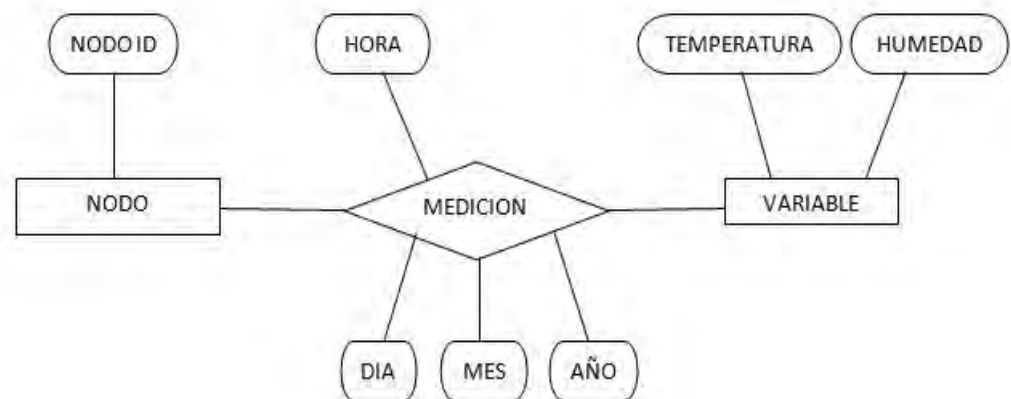 NODO ID
HORA
TEMPERATURA
HUMEDAD
NODO
MEDICION
VARIABLE
DIA
MES
AÑO